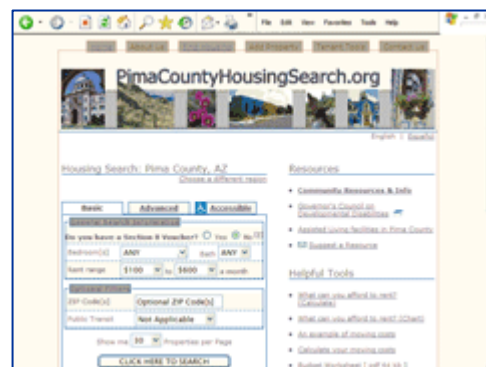 File Edit View Favorites Tools Help
Home About Us Find Housing Add Property Tenant Tools Contact Us
PimaCountyHousingSearch.org
English | Español
Housing Search: Pima County, AZ
Choose a different region
Basic Advanced Accessible
General Search Information
Do you have a Section 8 Voucher? Yes No
Bedroom(s) ANY Bath ANY
Rent range $100 to $600 a month
Optional Filters
ZIP Code(s) Optional ZIP Code(s)
Public Transit Not Applicable
Show me 50 Properties per Page
CLICK HERE TO SEARCH
Resources
Community Resources & Info
Governor's Council on
Developmental Disabilities
Assisted Living facilities in Pima County
Suggest a Resource
Helpful Tools
What can you afford to rent?
(Calculate)
What can you afford to rent? (Chart)
An example of moving costs
Calculate your moving costs
Budget Worksheet